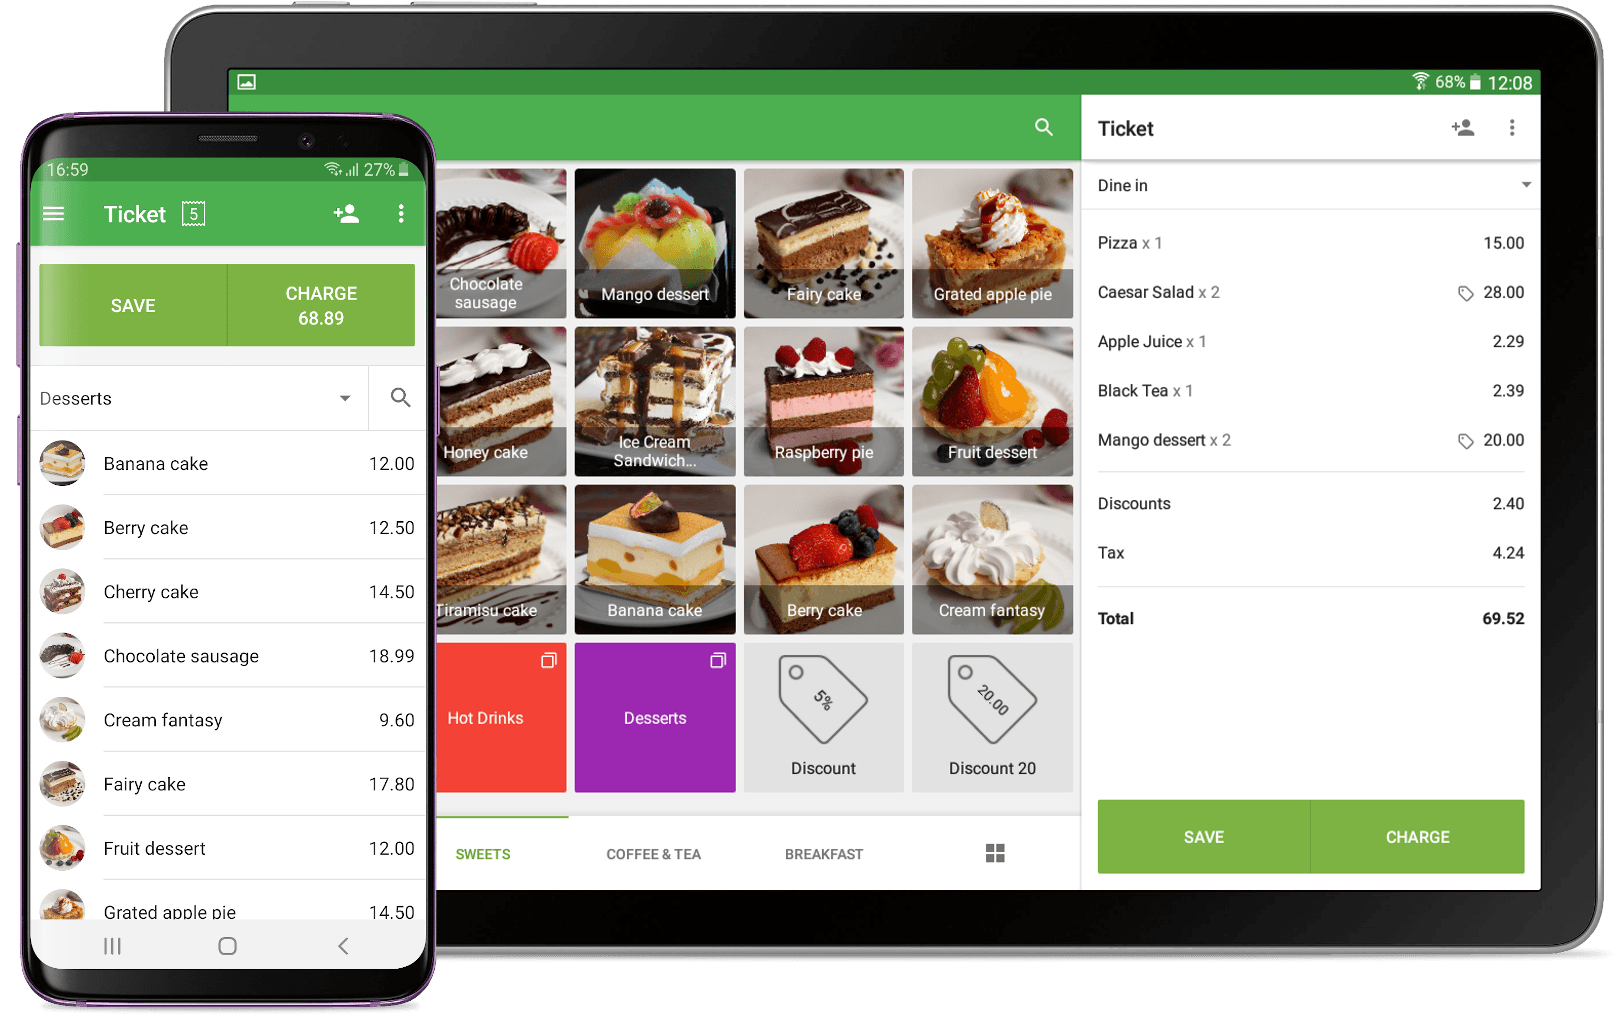 16:59
27%
Ticket 5
SAVE
CHARGE
68.89
Desserts
Banana cake 12.00
Berry cake 12.50
Cherry cake 14.50
Chocolate sausage 18.99
Cream fantasy 9.60
Fairy cake 17.80
Fruit dessert 12.00
Grated apple pie 14.50
68% 12:08
Chocolate
sausage
Mango dessert
Fairy cake
Grated apple pie
Honey cake
Ice Cream
Sandwich...
Raspberry pie
Fruit dessert
Tiramisu cake
Banana cake
Berry cake
Cream fantasy
Hot Drinks
Desserts
5%
Discount
20.00
Discount 20
SWEETS
COFFEE & TEA
BREAKFAST
Ticket
Dine in
Pizza x 1 15.00
Caesar Salad x 2 28.00
Apple Juice x 1 2.29
Black Tea x 1 2.39
Mango dessert x 2 20.00
Discounts 2.40
Tax 4.24
Total 69.52
SAVE
CHARGE